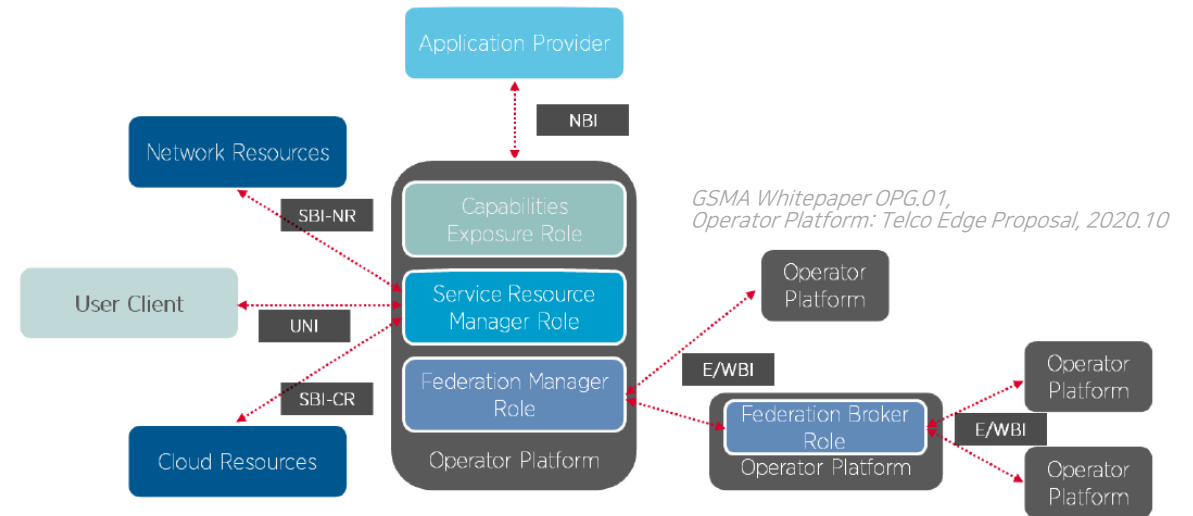 Application Provider
NBI
Network Resources
SBI-NR
Capabilities
Exposure Role
GSMA Whitepaper OPG.01,
Operator Platform: Telco Edge Proposal, 2020.10
User Client
UNI
Service Resource
Manager Role
Operator
Platform
SBI-CR
Federation Manager
Role
E/WBI
Operator
Platform
Cloud Resources
Operator Platform
Federation Broker
Role
Operator Platform
E/WBI
Operator
Platform